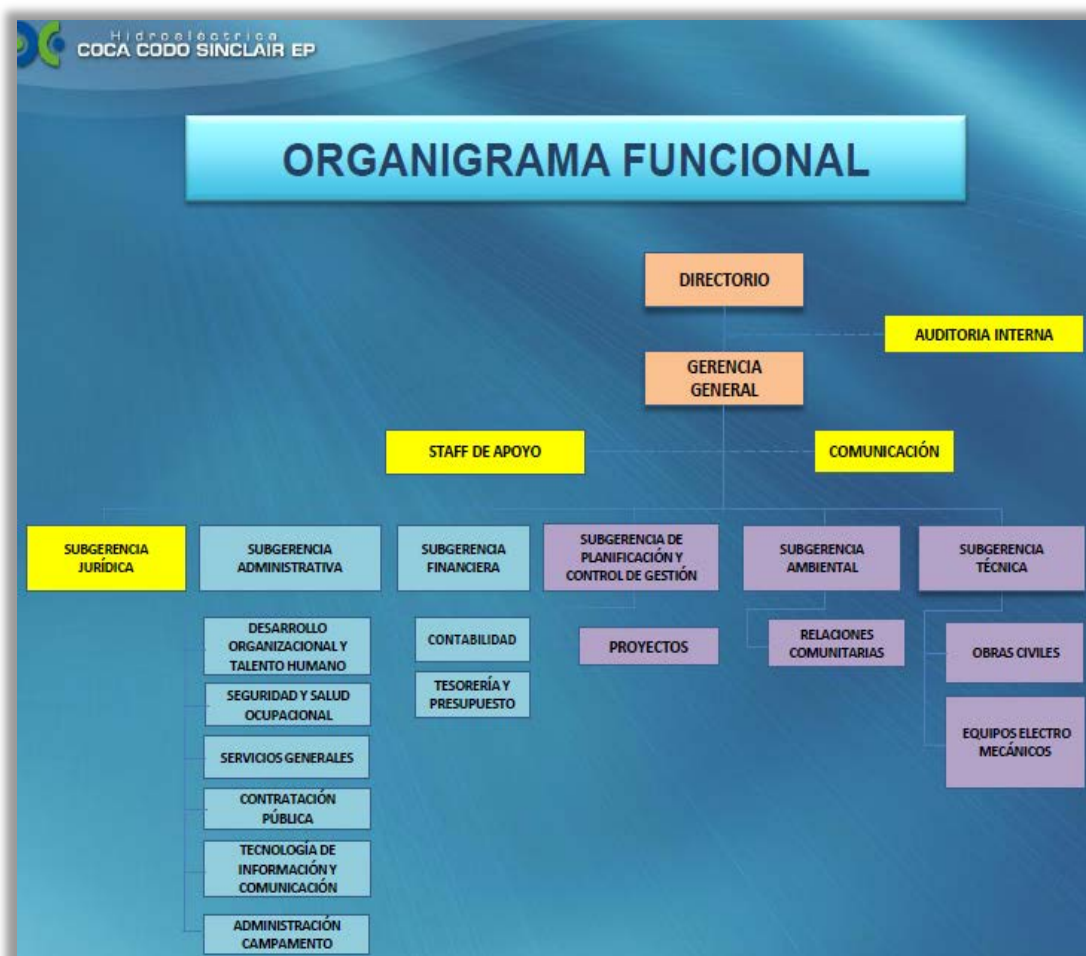 Hidroeléctrica
COCA CODO SINCLAIR EP
ORGANIGRAMA FUNCIONAL
DIRECTORIO
AUDITORIA INTERNA
GERENCIA
GENERAL
STAFF DE APOYO
COMUNICACIÓN
SUBGERENCIA
JURÍDICA
SUBGERENCIA
ADMINISTRATIVA
SUBGERENCIA
FINANCIERA
SUBGERENCIA DE
PLANIFICACIÓN Y
CONTROL DE GESTIÓN
SUBGERENCIA
AMBIENTAL
SUBGERENCIA
TÉCNICA
DESARROLLO
ORGANIZACIONAL Y
TALENTO HUMANO
SEGURIDAD Y SALUD
OCUPACIONAL
SERVICIOS GENERALES
CONTRATACIÓN
PÚBLICA
TECNOLOGÍA DE
INFORMACIÓN Y
COMUNICACIÓN
ADMINISTRACIÓN
CAMPAMENTO
CONTABILIDAD
TESORERÍA Y
PRESUPUESTO
PROYECTOS
RELACIONES
COMUNITARIAS
OBRAS CIVILES
EQUIPOS ELECTRO
MECÁNICOS